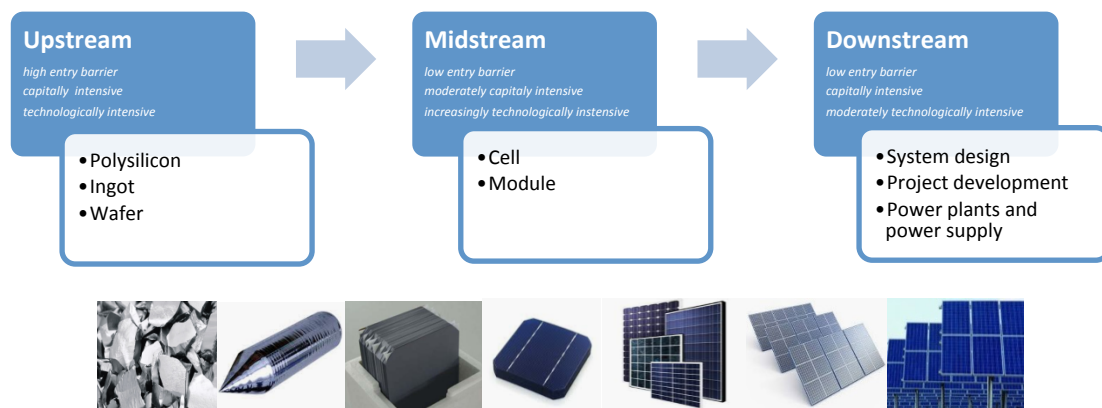 Upstream
high entry barrier
capitally intensive
technologically intensive
•Polysilicon
•Ingot
•Wafer
Midstream
low entry barrier
moderately capitaly intensive
increasingly technologically instensive
•Cell
•Module
Downstream
low entry barrier
capitally intensive
moderately technologically intensive
•System design
•Project development
•Power plants and
power supply